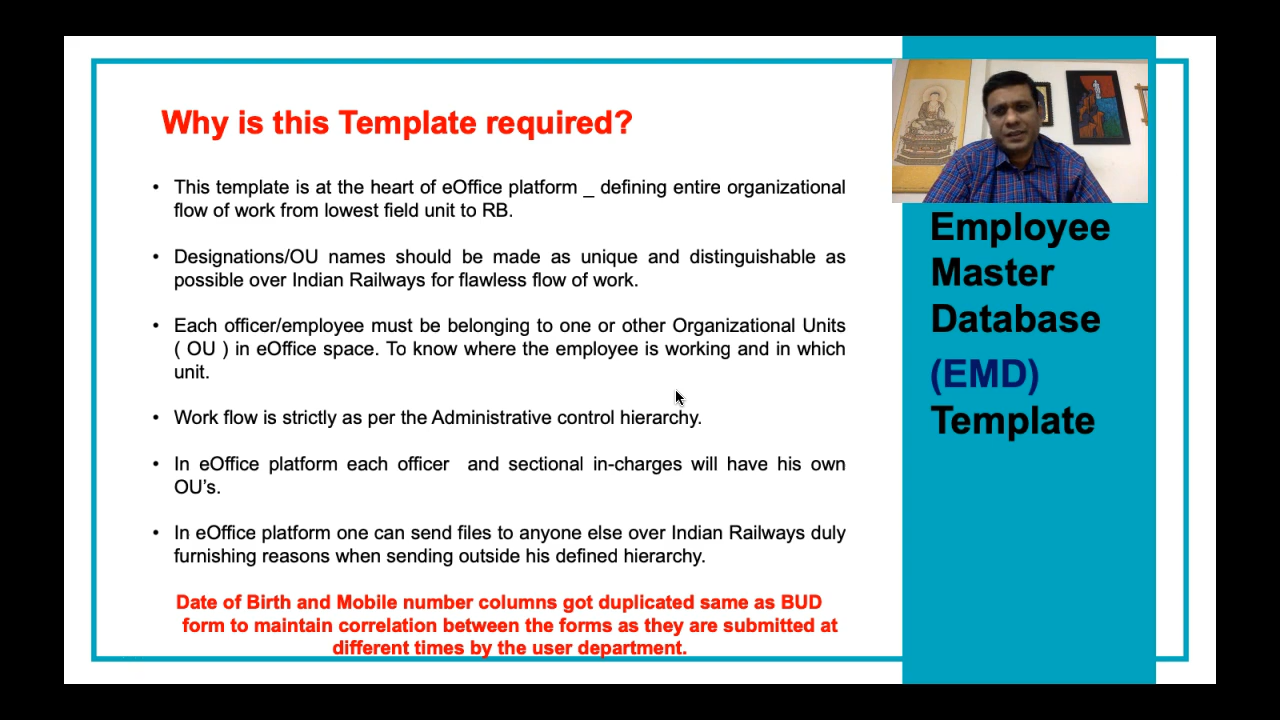 Why is this Template required?
• This template is at the heart of eOffice platform _ defining entire organizational
flow of work from lowest field unit to RB.
• Designations/OU names should be made as unique and distinguishable as
possible over Indian Railways for flawless flow of work.
• Each officer/employee must be belonging to one or other Organizational Units
( OU ) in eOffice space. To know where the employee is working and in which
unit.
• Work flow is strictly as per the Administrative control hierarchy.
• In eOffice platform each officer  and sectional in-charges will have his own
OU’s.
• In eOffice platform one can send files to anyone else over Indian Railways duly
furnishing reasons when sending outside his defined hierarchy.
Date of Birth and Mobile number columns got duplicated same as BUD
form to maintain correlation between the forms as they are submitted at
different times by the user department.
Employee
Master
Database
(EMD)
Template